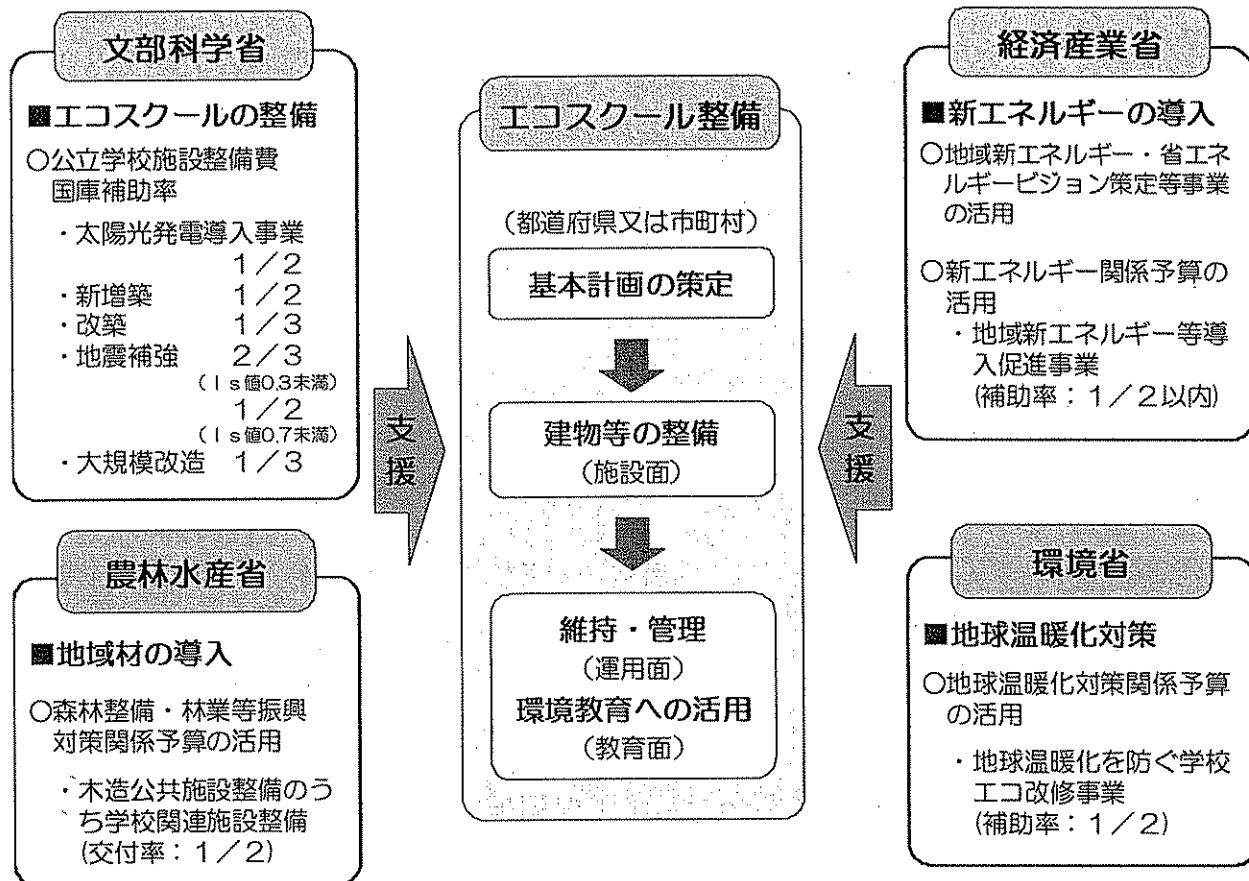 文部科学省
■エコスクールの整備
○公立学校施設整備費
国庫補助率
・太陽光発電導入事業
1／2
・新増築 1／2
・改築 1／3
・地震補強 2／3
（Ｉｓ値0.3未満）
1／2
（Ｉｓ値0.7未満）
・大規模改造 1／3
農林水産省
■地域材の導入
○森林整備・林業等振興
対策関係予算の活用
・木造公共施設整備のう
ち学校関連施設整備
（交付率：1／2）
支
援
エコスクール整備
（都道府県又は市町村）
基本計画の策定
建物等の整備
（施設面）
維持・管理
（運用面）
環境教育への活用
（教育面）
支
援
経済産業省
■新エネルギーの導入
○地域新エネルギー・省エネ
ルギービジョン策定等事業
の活用
○新エネルギー関係予算の
活用
・地域新エネルギー等導
入促進事業
（補助率：1／2以内）
環境省
■地球温暖化対策
○地球温暖化対策関係予算
の活用
・地球温暖化を防ぐ学校
エコ改修事業
（補助率：1／2）